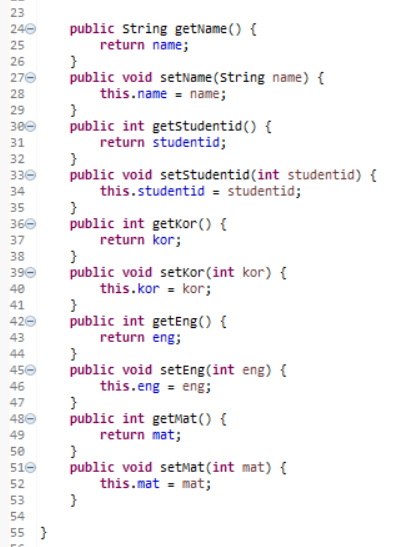 23
24 public String getName() {
25 return name;
26 }
27 public void setName(String name) {
28 this.name = name;
29 }
30 public int getStudentid() {
31 return studentid;
32 }
33 public void setStudentid(int studentid) {
34 this.studentid = studentid;
35 }
36 public int getKor() {
37 return kor;
38 }
39 public void setKor(int kor) {
40 this.kor = kor;
41 }
42 public int getEng() {
43 return eng;
44 }
45 public void setEng(int eng) {
46 this.eng = eng;
47 }
48 public int getMat() {
49 return mat;
50 }
51 public void setMat(int mat) {
52 this.mat = mat;
53 }
54
55 }